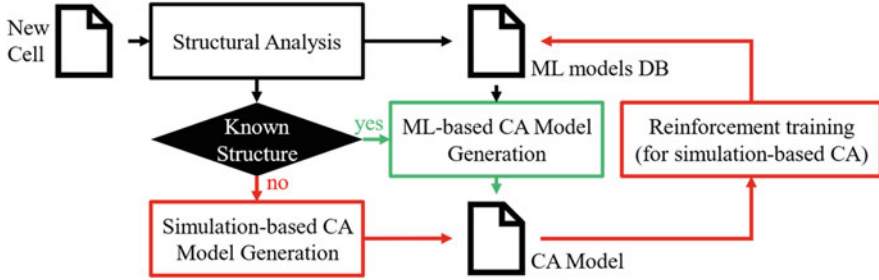 New
Cell
Structural Analysis
ML models DB
Known
Structure
yes
no
ML-based CA Model
Generation
Reinforcement training
(for simulation-based CA)
Simulation-based CA
Model Generation
CA Model